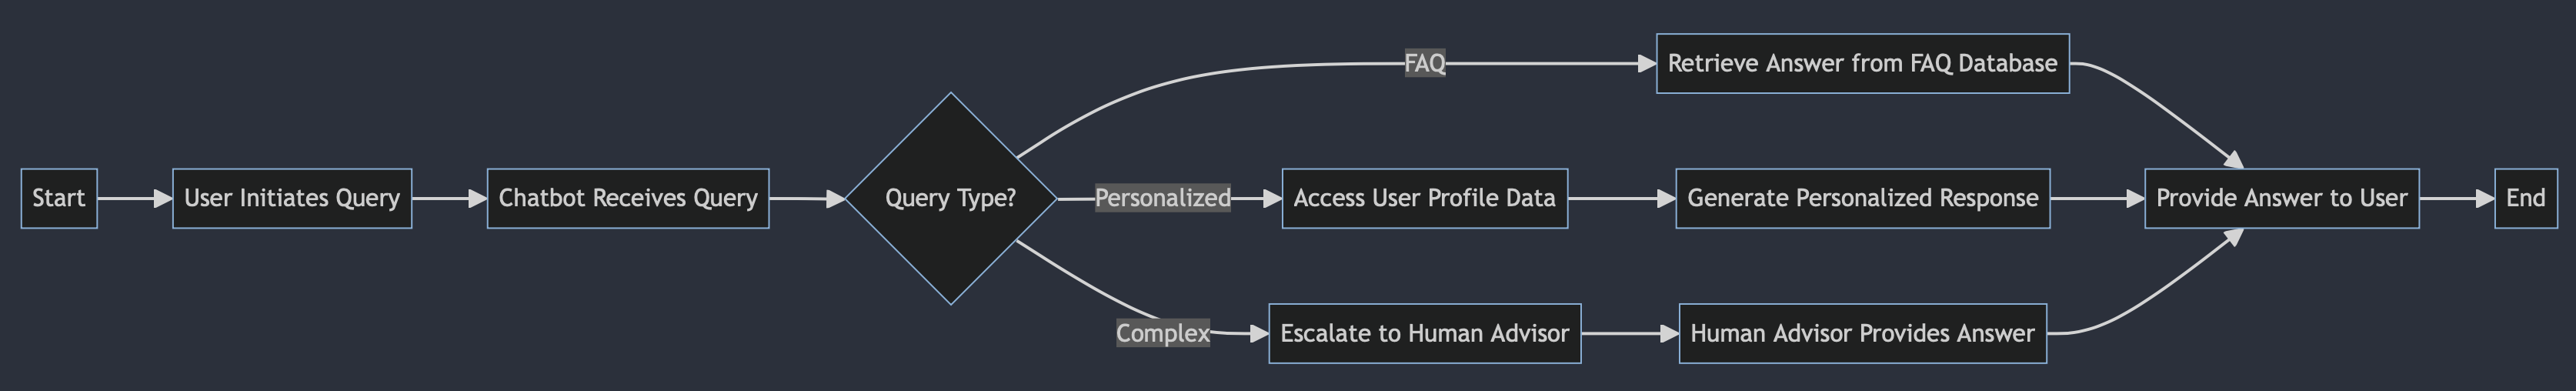 Start
User Initiates Query
Chatbot Receives Query
Query Type?
FAQ
Retrieve Answer from FAQ Database
Personalized
Access User Profile Data
Generate Personalized Response
Complex
Escalate to Human Advisor
Human Advisor Provides Answer
Provide Answer to User
End